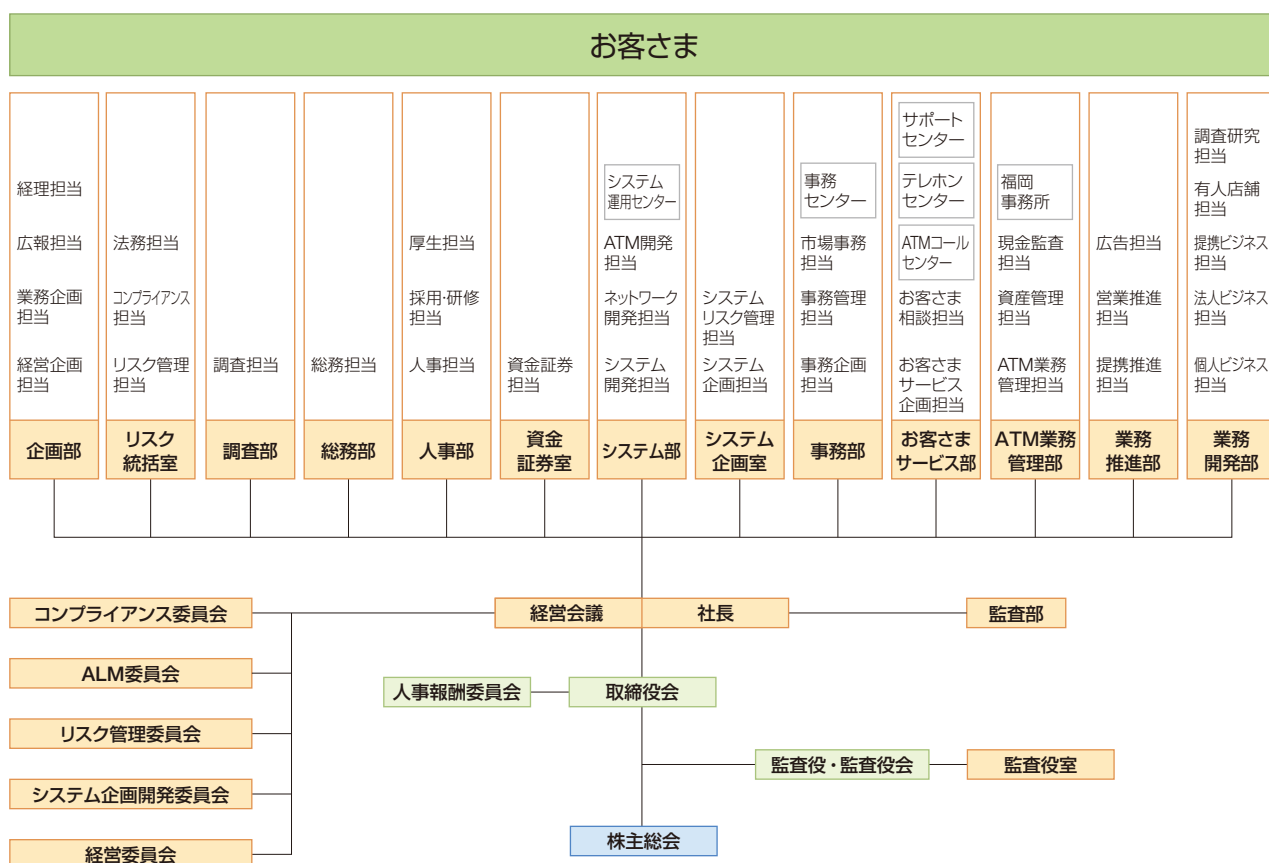 お客さま
経理担当
広報担当
業務企画
担当
経営企画
担当
企画部
法務担当
コンプライアンス
担当
リスク管理
担当
リスク
統括室
調査担当
調査部
総務担当
総務部
厚生担当
採用・研修
担当
人事担当
人事部
資金証券
担当
資金
証券室
システム
運用センター
ATM開発
担当
ネットワーク
開発担当
システム
開発担当
システム部
システム
リスク管理
担当
システム
企画担当
システム
企画室
事務
センター
市場事務
担当
事務管理
担当
事務企画
担当
事務部
サポート
センター
テレホン
センター
ATMコール
センター
お客さま
相談担当
お客さま
サービス
企画担当
お客さま
サービス部
福岡
事務所
現金監査
担当
資産管理
担当
ATM業務
管理担当
ATM業務
管理部
広告担当
営業推進
担当
提携推進
担当
業務
推進部
調査研究
担当
有人店舗
担当
提携ビジネス
担当
法人ビジネス
担当
個人ビジネス
担当
業務
開発部
コンプライアンス委員会
経営会議
社長
監査部
ALM委員会
人事報酬委員会
取締役会
リスク管理委員会
監査役・監査役会
監査役室
システム企画開発委員会
株主総会
経営委員会